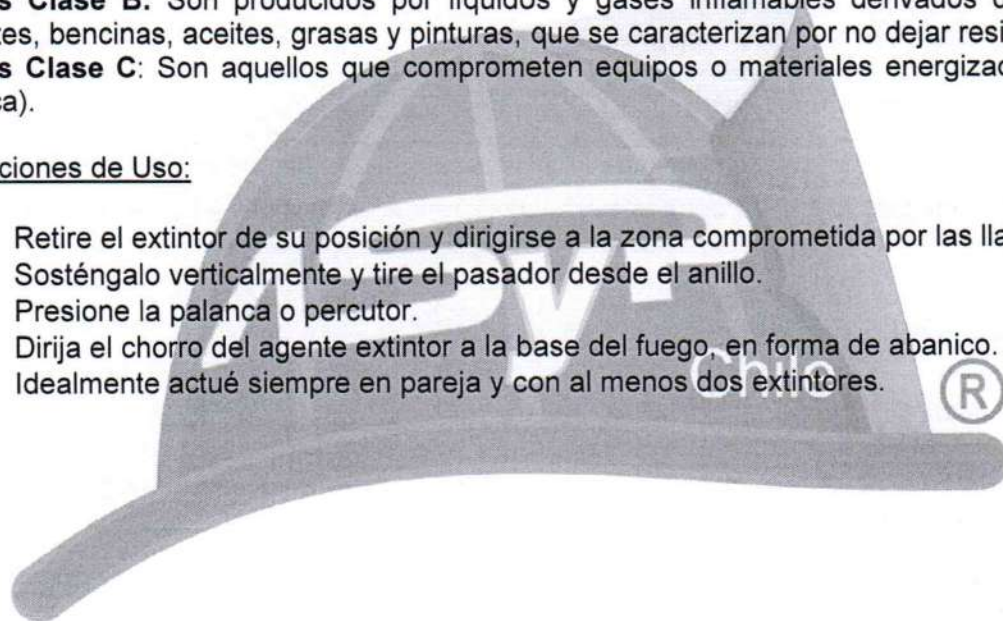 s Clase B: Son producidos por líquidos y gases inflamables derivados
tes, bencinas, aceites, grasas y pinturas, que se caracterizan por no dejar resi
s Clase C: Son aquellos que comprometen equipos o materiales energizad
ca).
ciones de Uso:
Retire el extintor de su posición y dirigirse a la zona comprometida por las lla
Sosténgalo verticalmente y tire el pasador desde el anillo.
Presione la palanca o percutor.
Dirija el chorro del agente extintor a la base del fuego, en forma de abanico.
Idealmente actué siempre en pareja y con al menos dos extintores.
ASVP
Chile ®